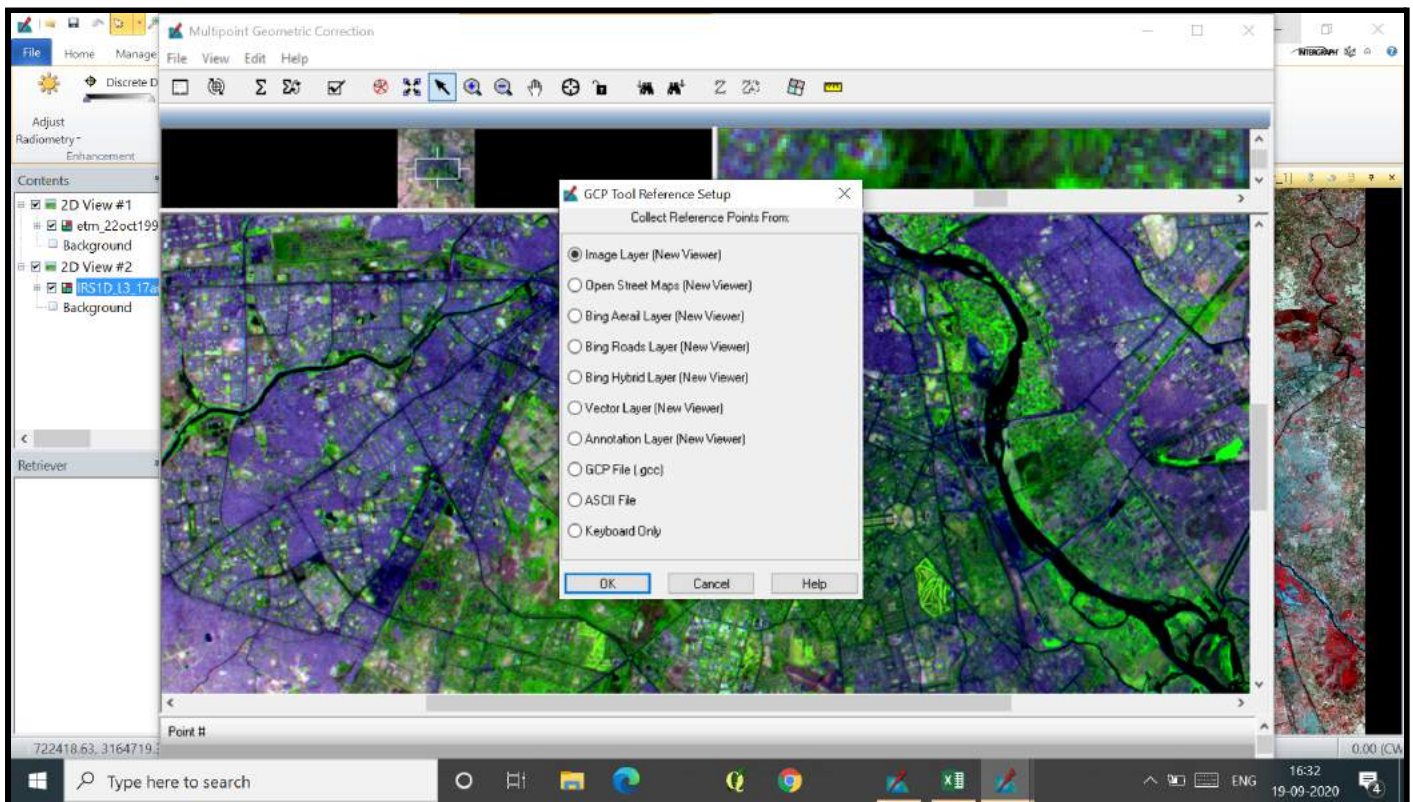 Multipoint Geometric Correction
File Home Manage
File View Edit Help
INTERGRAPH
Discrete D
Σ Σ
Z Z
Adjust
Radiometry
Enhancement
Contents
2D View #1
etm_22oct199
Background
2D View #2
IRS1D_L3_17a
Background
Retriever
GCP Tool Reference Setup
Collect Reference Points From:
Image Layer (New Viewer)
Open Street Maps (New Viewer)
Bing Aerail Layer (New Viewer)
Bing Roads Layer (New Viewer)
Bing Hybrid Layer (New Viewer)
Vector Layer (New Viewer)
Annotation Layer (New Viewer)
GCP File (.gcc)
ASCII File
Keyboard Only
OK Cancel Help
Point #
722418.63, 3164719. 0.00 (CW
Type here to search
ENG
16:32
19-09-2020
4